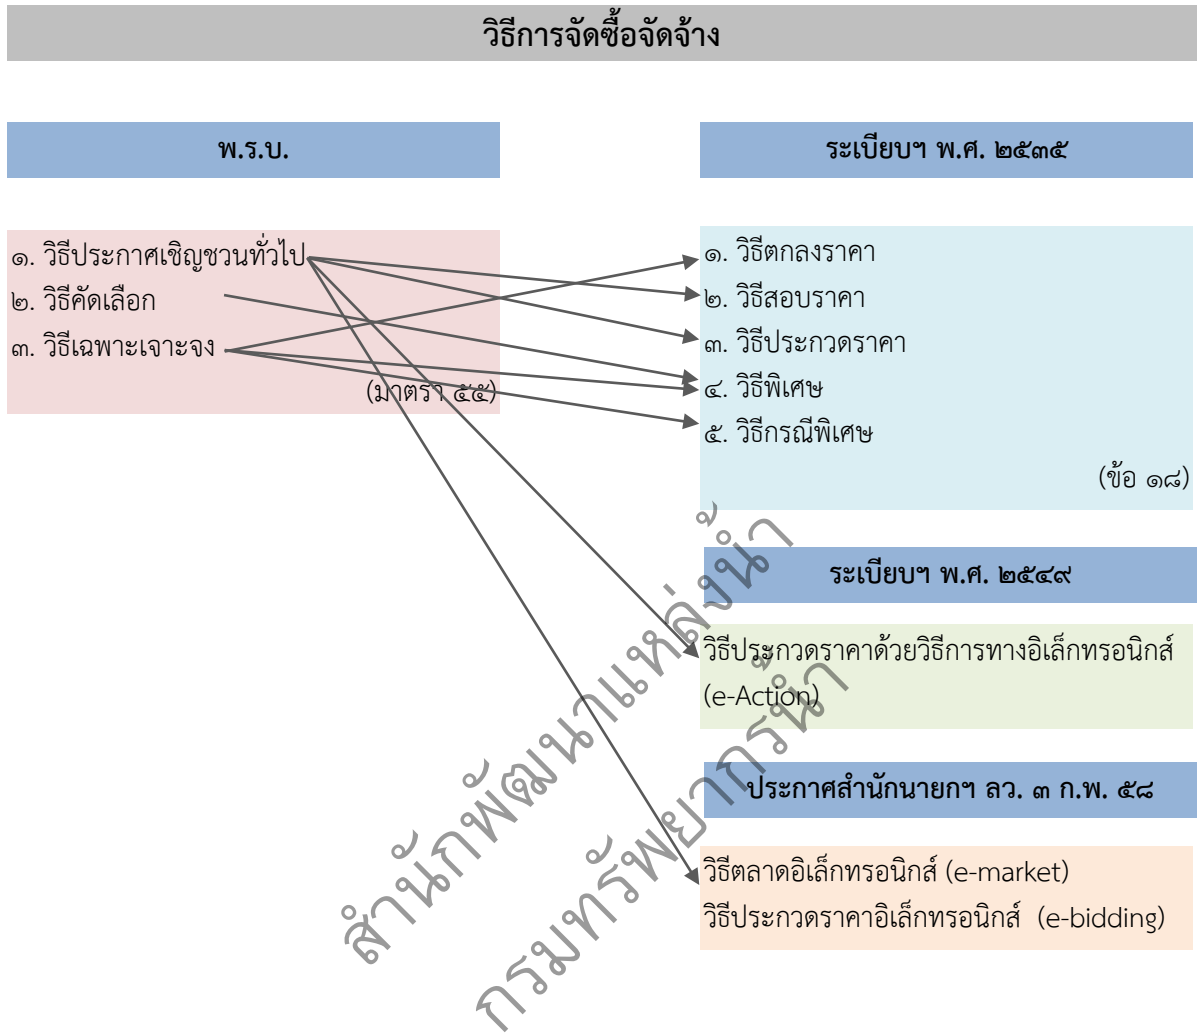 วิธีการจัดซื้อจัดจ้าง
พ.ร.บ.
๑. วิธีประกาศเชิญชวนทั่วไป
๒. วิธีคัดเลือก
๓. วิธีเฉพาะเจาะจง
(มาตรา ๕๕)
ระเบียบฯ พ.ศ. ๒๕๓๕
๑. วิธีตกลงราคา
๒. วิธีสอบราคา
๓. วิธีประกวดราคา
๔. วิธีพิเศษ
๕. วิธีกรณีพิเศษ
(ข้อ ๑๘)
ระเบียบฯ พ.ศ. ๒๕๔๙
วิธีประกวดราคาด้วยวิธีการทางอิเล็กทรอนิกส์
(e-Action)
ประกาศสำนักนายกฯ ลว. ๓ ก.พ. ๕๘
วิธีตลาดอิเล็กทรอนิกส์ (e-market)
วิธีประกวดราคาอิเล็กทรอนิกส์ (e-bidding)
สำนักพัฒนาแหล่งน้ำ
กรมทรัพยากรน้ำ